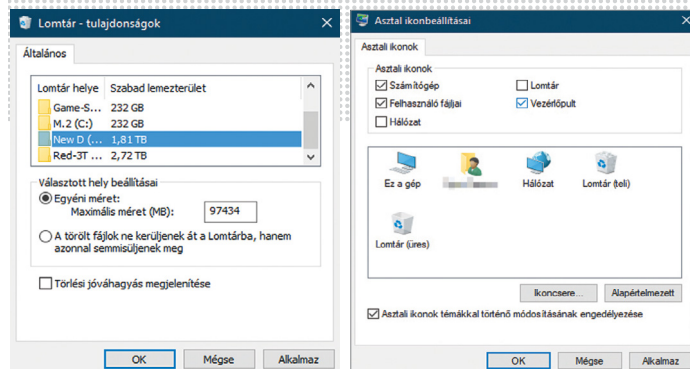 Lomtár - tulajdonságok
Általános
Lomtár helye Szabad lemezterület
Game-S... 232 GB
M.2 (C:) 232 GB
New D (... 1,81 TB
Red-3T ... 2,72 TB
Választott hely beállításai
Egyéni méret:
Maximális méret (MB): 97434
A törölt fájlok ne kerüljenek át a Lomtárba, hanem
azonnal semmisüljenek meg
Törlési jóváhagyás megjelenítése
OK Mégse Alkalmaz
Asztal ikonbeállításai
Asztali ikonok
Asztali ikonok
Számítógép Lomtár
Felhasználó fájljai Vezérlőpult
Hálózat
Ez a gép Hálózat Lomtár (teli)
Lomtár (üres)
Ikoncsere... Alapértelmezett
Asztali ikonok témákkal történő módosításának engedélyezése
OK Mégse Alkalmaz